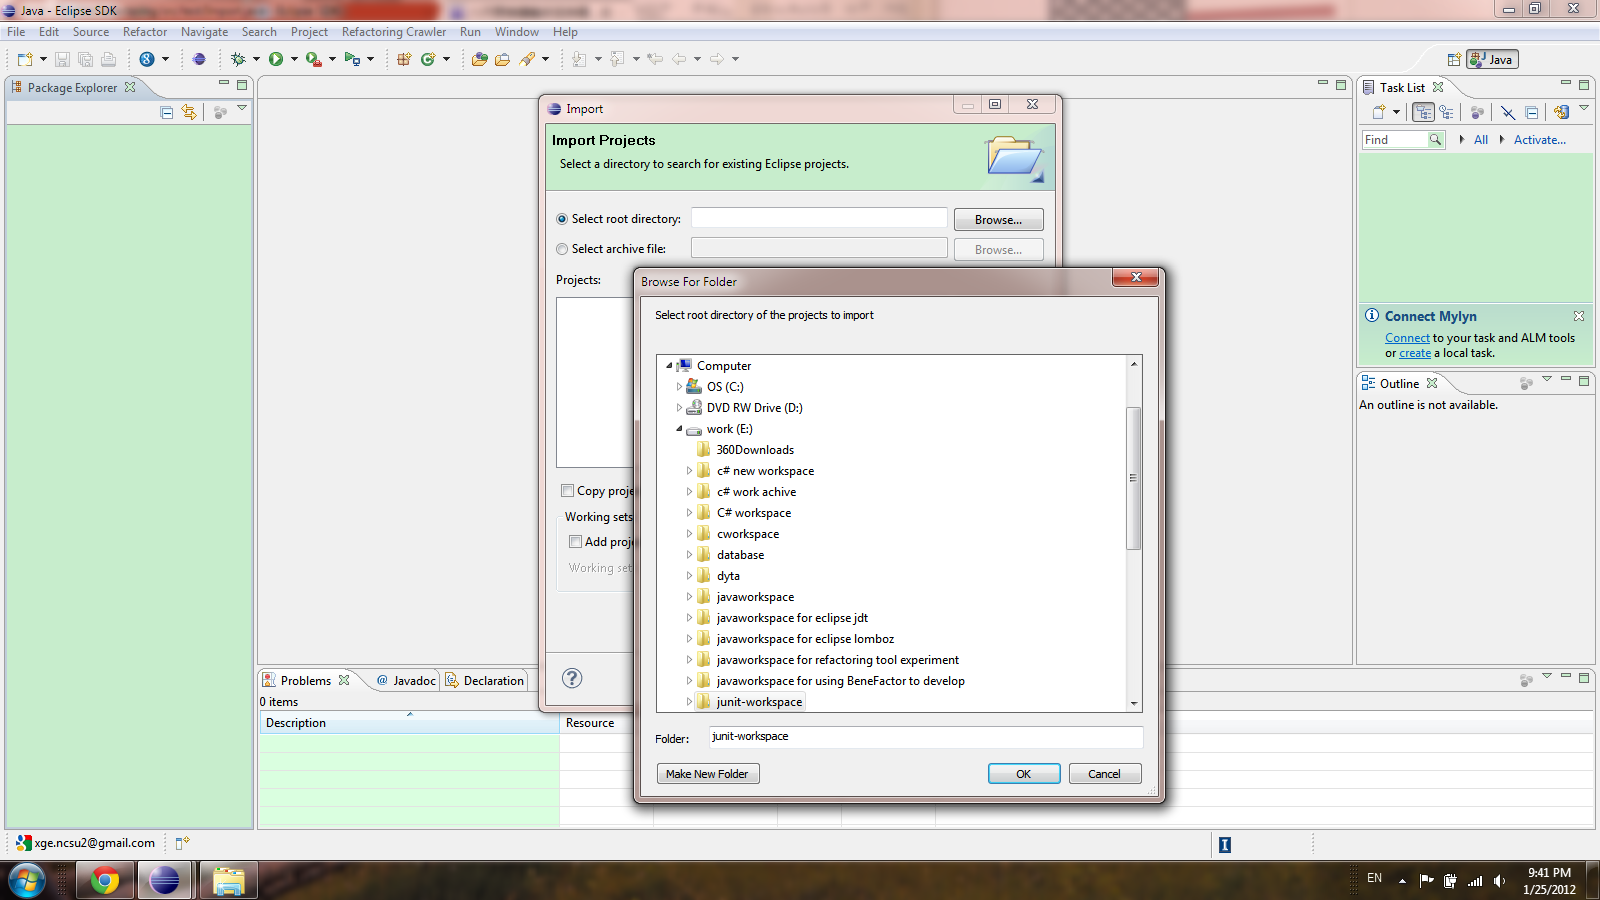 Java - Eclipse SDK
File Edit Source Refactor Navigate Search Project Refactoring Crawler Run Window Help
Java
Package Explorer
Task List
Find All Activate...
Import
Import Projects
Select a directory to search for existing Eclipse projects.
Select root directory: Browse...
Select archive file: Browse...
Projects:
Copy proje
Working sets
Add proje
Working set
Browse For Folder
Select root directory of the projects to import
Computer
OS (C:)
DVD RW Drive (D:)
work (E:)
360Downloads
c# new workspace
c# work achive
C# workspace
cworkspace
database
dyta
javaworkspace
javaworkspace for eclipse jdt
javaworkspace for eclipse lomboz
javaworkspace for refactoring tool experiment
javaworkspace for using BeneFactor to develop
junit-workspace
Folder: junit-workspace
Make New Folder OK Cancel
Connect Mylyn
Connect to your task and ALM tools
or create a local task.
Outline
An outline is not available.
Problems @ Javadoc Declaration
0 items
Description Resource
xge.ncsu2@gmail.com
EN
9:41 PM
1/25/2012